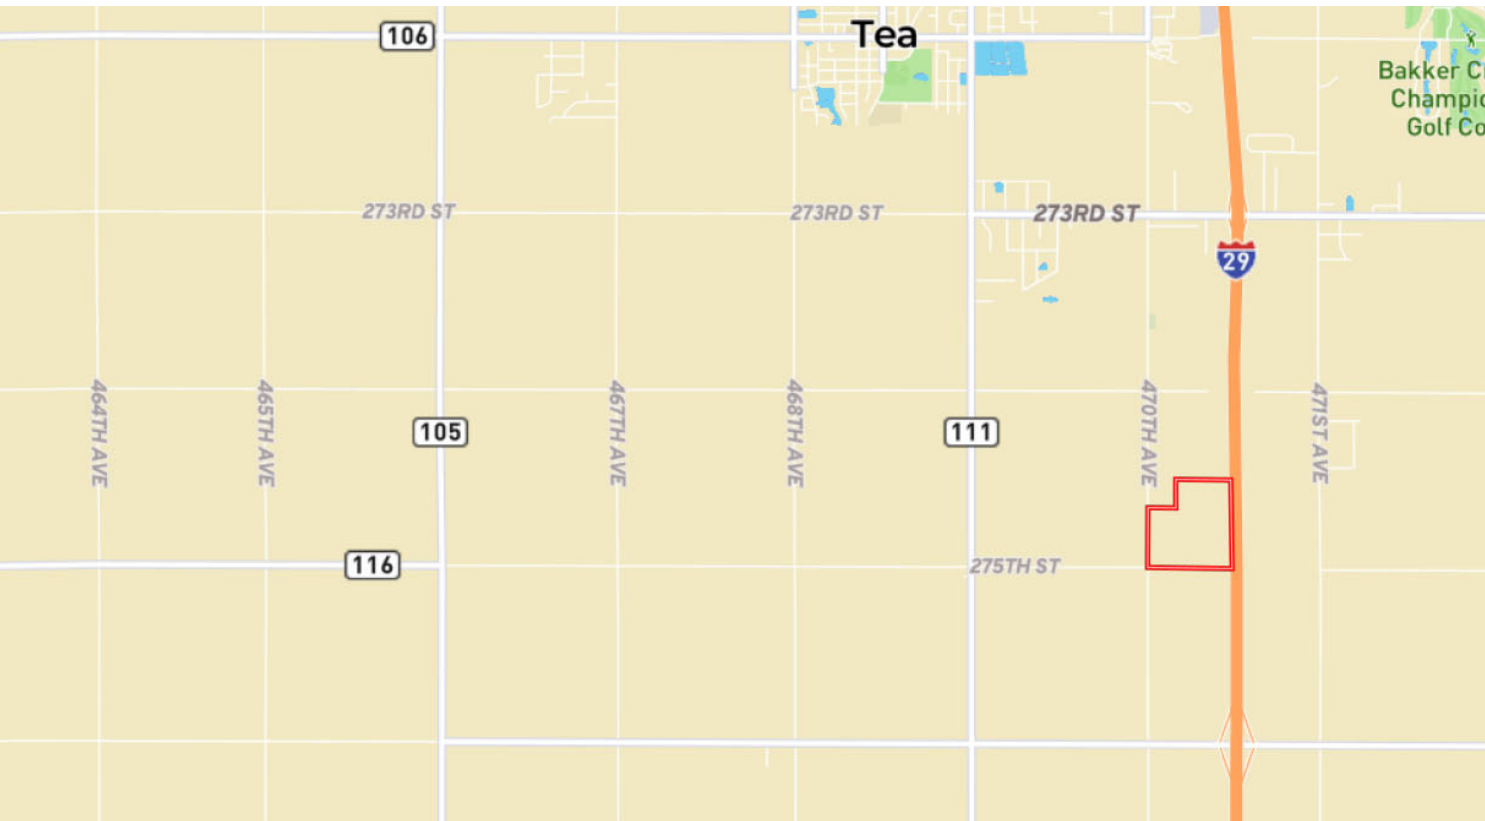 106
Tea
Bakker C
Champic
Golf Co
273RD ST
273RD ST
273RD ST
29
464TH AVE
465TH AVE
467TH AVE
468TH AVE
470TH AVE
471ST AVE
105
111
116
275TH ST